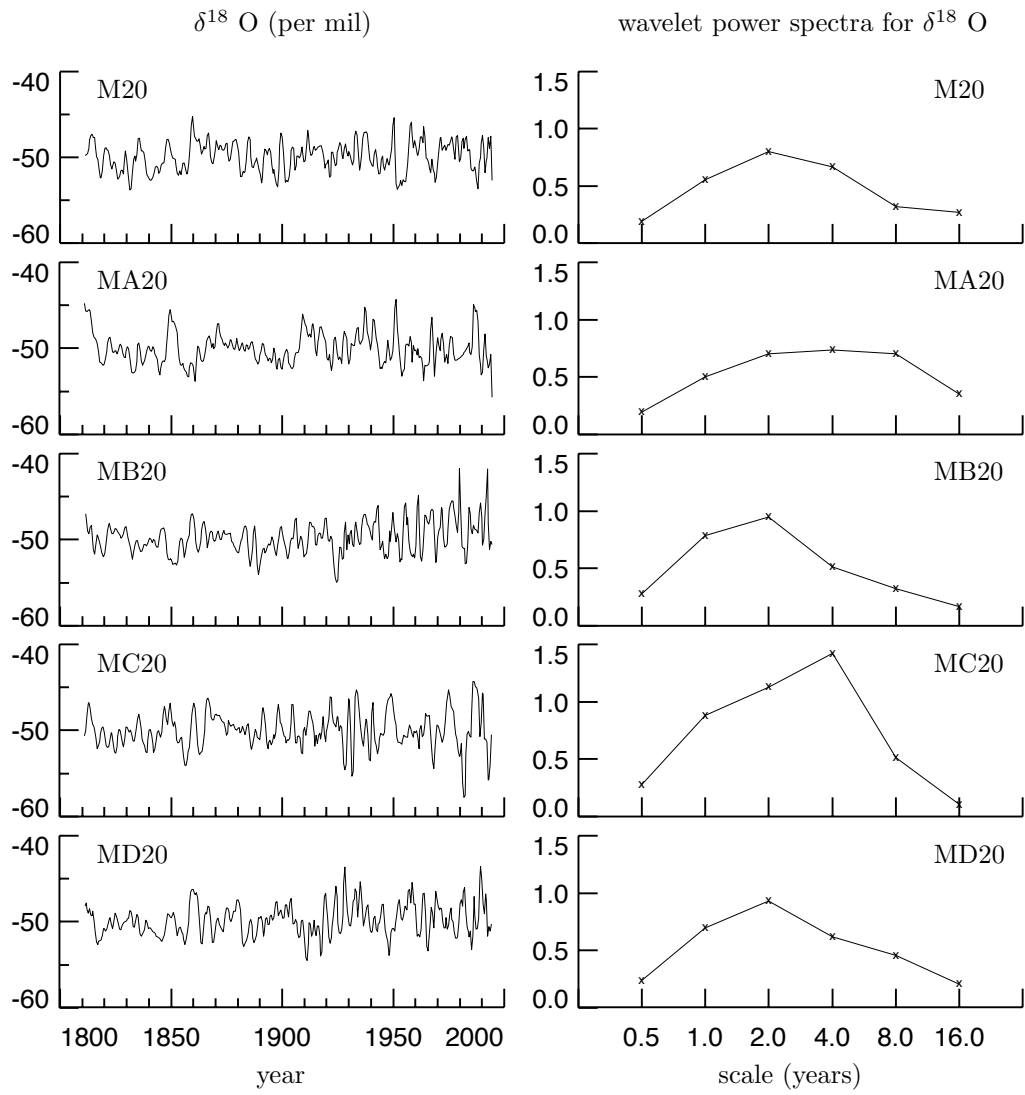 δ¹⁸ O (per mil)
wavelet power spectra for δ¹⁸ O
-40
M20
-50
-60
1.5
M20
1.0
0.5
0.0
-40
MA20
-50
-60
1.5
MA20
1.0
0.5
0.0
-40
MB20
-50
-60
1.5
MB20
1.0
0.5
0.0
-40
MC20
-50
-60
1.5
MC20
1.0
0.5
0.0
-40
MD20
-50
-60
1.5
MD20
1.0
0.5
0.0
1800 1850 1900 1950 2000
0.5 1.0 2.0 4.0 8.0 16.0
year
scale (years)